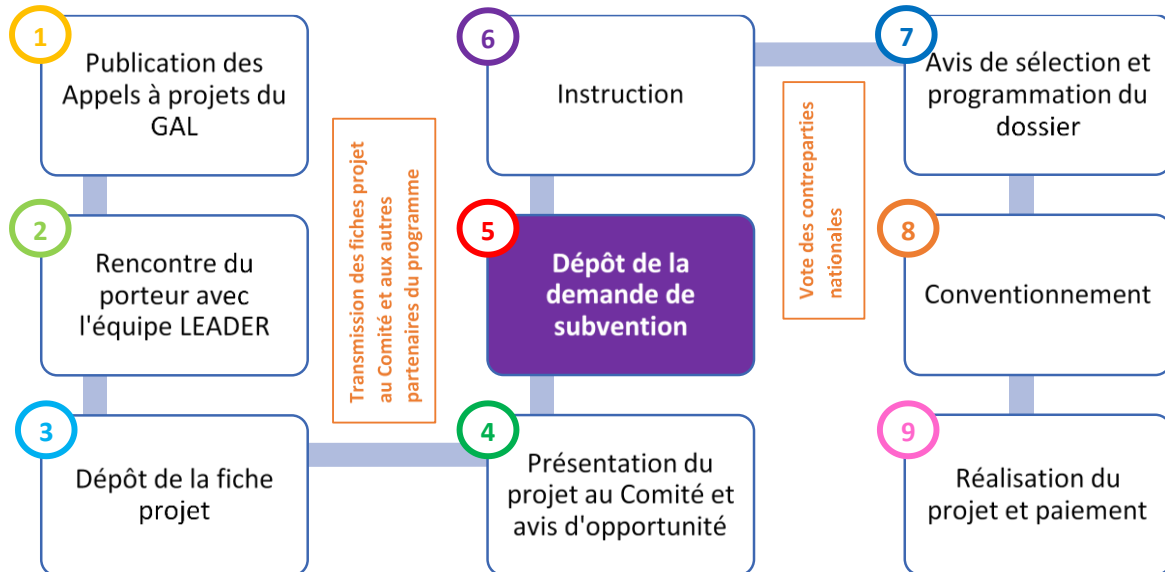 1
Publication des
Appels à projets du
GAL
2
Rencontre du
porteur avec
l'équipe LEADER
3
Dépôt de la fiche
projet
Transmission des fiches projet
au Comité et aux autres
partenaires du programme
4
Présentation du
projet au Comité et
avis d'opportunité
5
Dépôt de la
demande de
subvention
6
Instruction
Vote des contreparties
nationales
7
Avis de sélection et
programmation du
dossier
8
Conventionnement
9
Réalisation du
projet et paiement